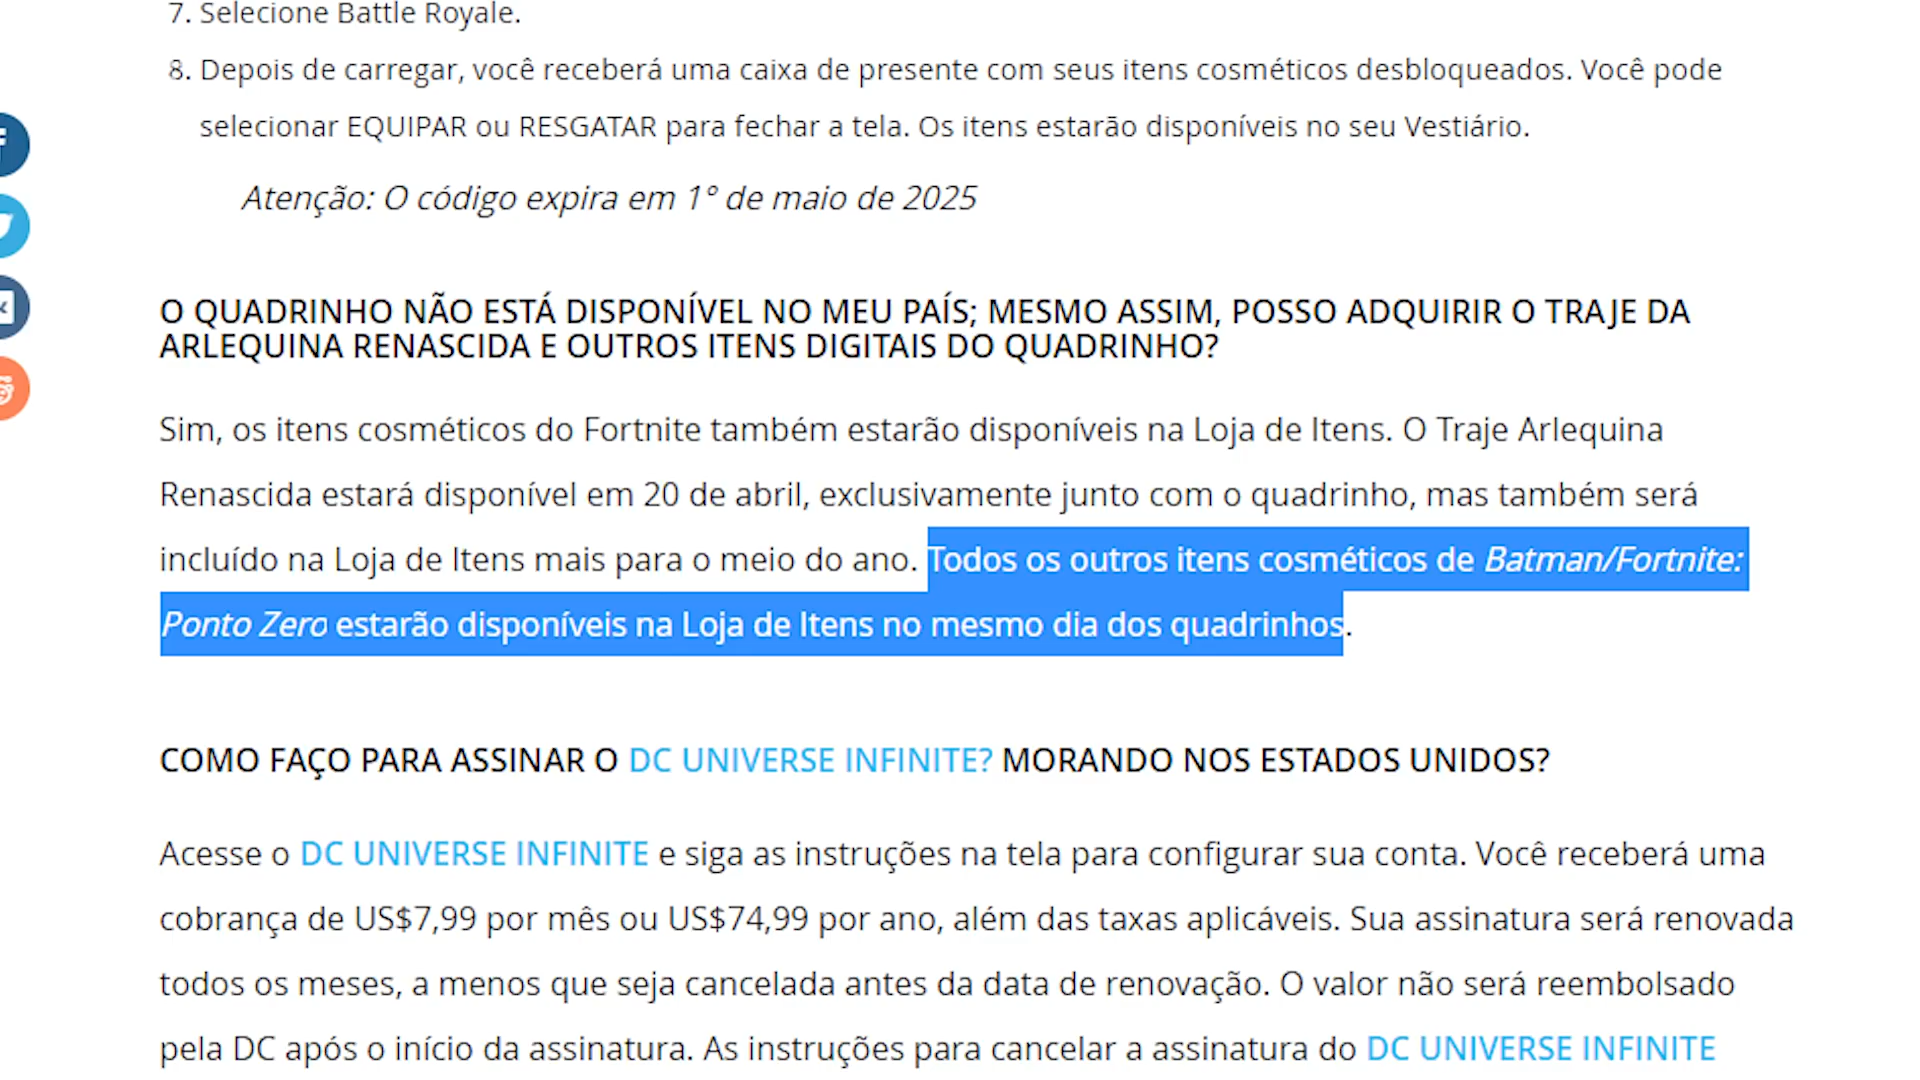 7. Selecione Battle Royale.
8. Depois de carregar, você receberá uma caixa de presente com seus itens cosméticos desbloqueados. Você pode
selecionar EQUIPAR ou RESGATAR para fechar a tela. Os itens estarão disponíveis no seu Vestiário.
Atenção: O código expira em 1º de maio de 2025
O QUADRINHO NÃO ESTÁ DISPONÍVEL NO MEU PAÍS; MESMO ASSIM, POSSO ADQUIRIR O TRAJE DA
ARLEQUINA RENASCIDA E OUTROS ITENS DIGITAIS DO QUADRINHO?
Sim, os itens cosméticos do Fortnite também estarão disponíveis na Loja de Itens. O Traje Arlequina
Renascida estará disponível em 20 de abril, exclusivamente junto com o quadrinho, mas também será
incluído na Loja de Itens mais para o meio do ano. Todos os outros itens cosméticos de Batman/Fortnite:
Ponto Zero estarão disponíveis na Loja de Itens no mesmo dia dos quadrinhos.
COMO FAÇO PARA ASSINAR O DC UNIVERSE INFINITE? MORANDO NOS ESTADOS UNIDOS?
Acesse o DC UNIVERSE INFINITE e siga as instruções na tela para configurar sua conta. Você receberá uma
cobrança de US$7,99 por mês ou US$74,99 por ano, além das taxas aplicáveis. Sua assinatura será renovada
todos os meses, a menos que seja cancelada antes da data de renovação. O valor não será reembolsado
pela DC após o início da assinatura. As instruções para cancelar a assinatura do DC UNIVERSE INFINITE